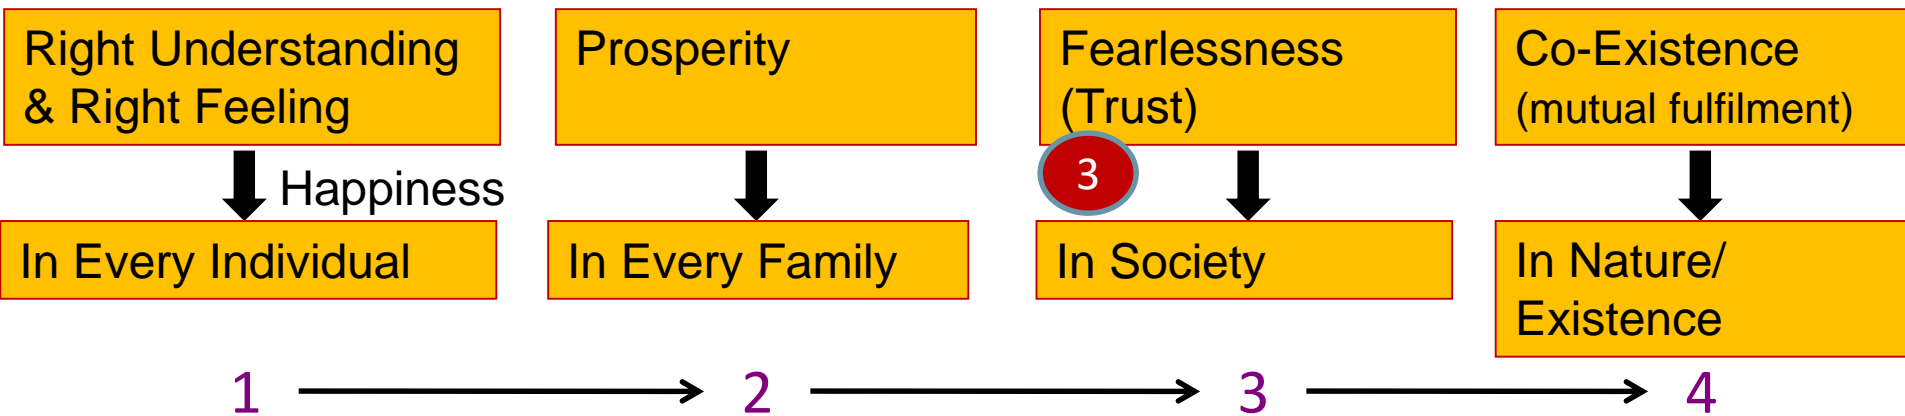 Right Understanding
& Right Feeling
Prosperity
Fearlessness
(Trust)
Co-Existence
(mutual fulfilment)
Happiness
3
In Every Individual
In Every Family
In Society
In Nature/
Existence
1
2
3
4